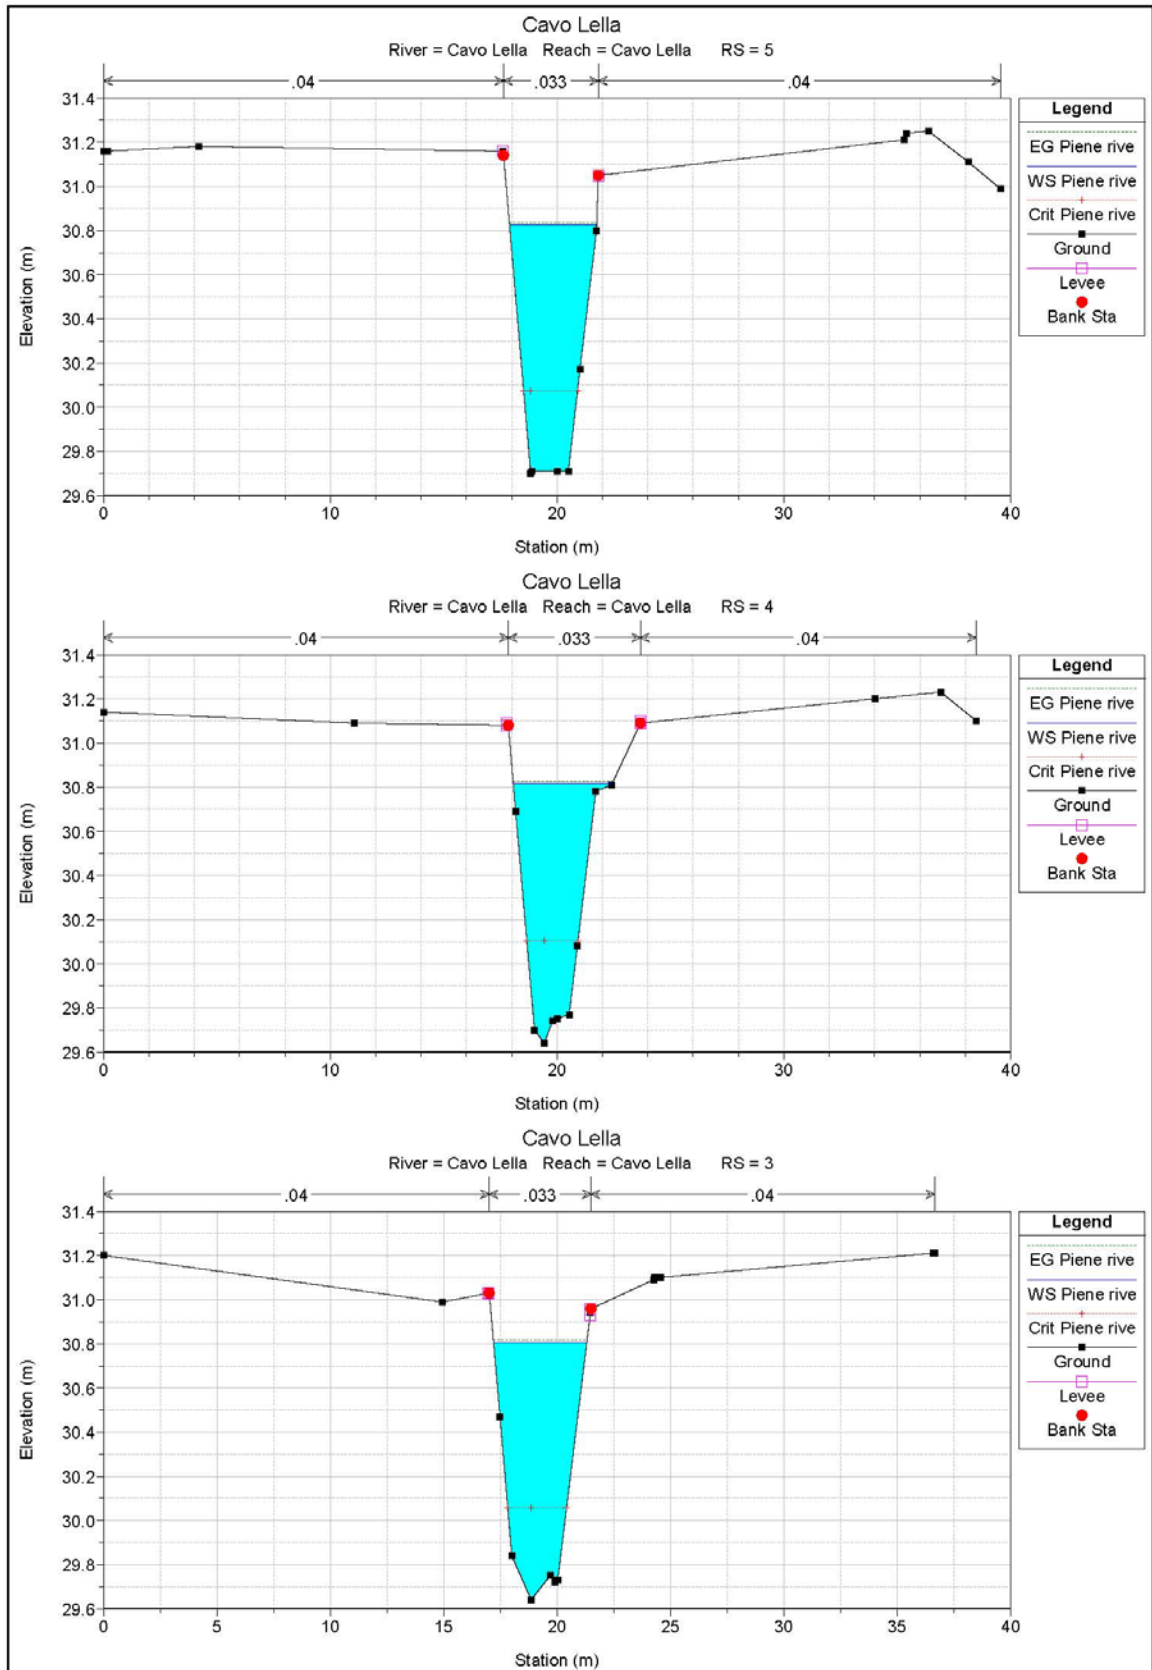 Cavo Lella
River = Cavo Lella Reach = Cavo Lella RS = 5
.04 .033 .04
31.4
31.2
31.0
30.8
30.6
30.4
30.2
30.0
29.8
29.6
0 10 20 30 40
Station (m)
Elevation (m)
Legend
EG Piene rive
WS Piene rive
Crit Piene rive
Ground
Levee
Bank Sta
Cavo Lella
River = Cavo Lella Reach = Cavo Lella RS = 4
.04 .033 .04
31.4
31.2
31.0
30.8
30.6
30.4
30.2
30.0
29.8
29.6
0 10 20 30 40
Station (m)
Elevation (m)
Legend
EG Piene rive
WS Piene rive
Crit Piene rive
Ground
Levee
Bank Sta
Cavo Lella
River = Cavo Lella Reach = Cavo Lella RS = 3
.04 .033 .04
31.4
31.2
31.0
30.8
30.6
30.4
30.2
30.0
29.8
29.6
0 5 10 15 20 25 30 35 40
Station (m)
Elevation (m)
Legend
EG Piene rive
WS Piene rive
Crit Piene rive
Ground
Levee
Bank Sta